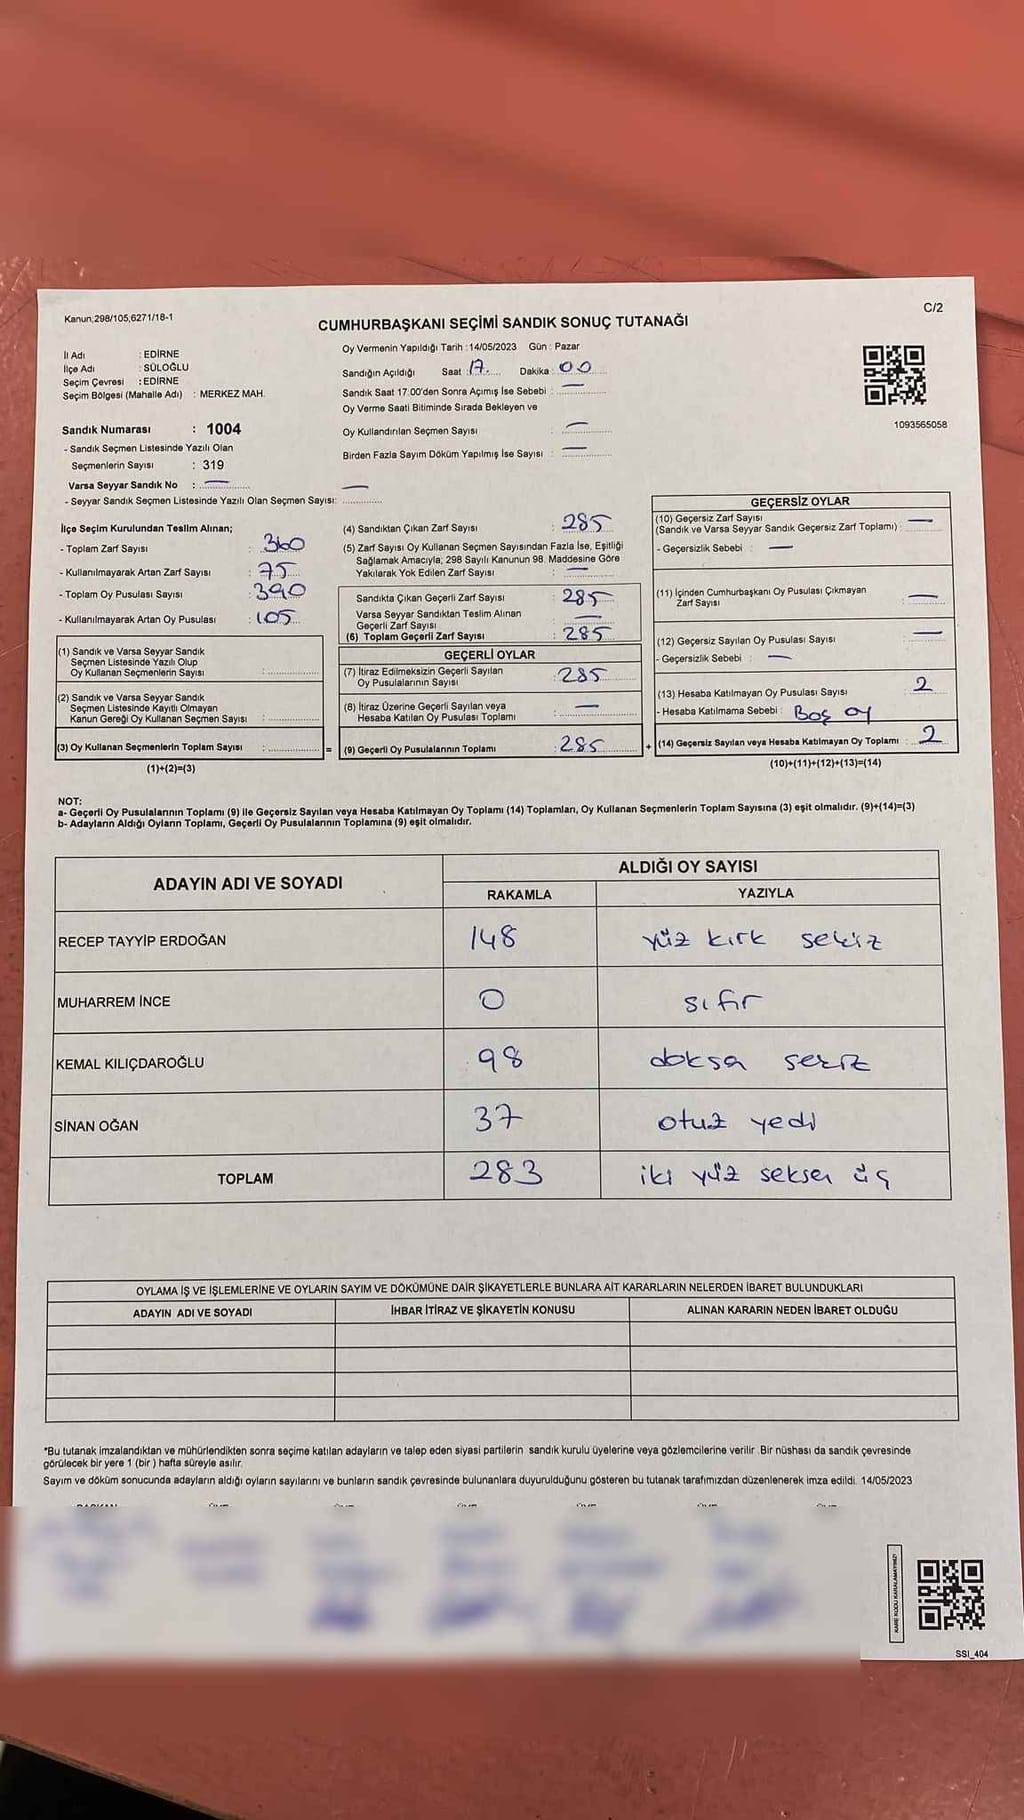 Kanun;298/105,6271/18-1
C/2
CUMHURBAŞKANI SEÇİMİ SANDIK SONUÇ TUTANAĞI
İl Adı : EDİRNE
İlçe Adı : SÜLOĞLU
Seçim Çevresi : EDİRNE
Seçim Bölgesi (Mahalle Adı) : MERKEZ MAH.
Oy Vermenin Yapıldığı Tarih :14/05/2023 Gün : Pazar
Sandığın Açıldığı Saat :17. Dakika : 00
Sandık Saat 17:00'den Sonra Açımış İse Sebebi : —
Oy Verme Saati Bitiminde Sırada Bekleyen ve
Oy Kullandırılan Seçmen Sayısı : —
Birden Fazla Sayım Döküm Yapılmış İse Sayısı : —
1093565058
Sandık Numarası : 1004
- Sandık Seçmen Listesinde Yazılı Olan
Seçmenlerin Sayısı : 319
Varsa Seyyar Sandık No : —
- Seyyar Sandık Seçmen Listesinde Yazılı Olan Seçmen Sayısı: —
İlçe Seçim Kurulundan Teslim Alınan;
- Toplam Zarf Sayısı : 360
- Kullanılmayarak Artan Zarf Sayısı : 75
- Toplam Oy Pusulası Sayısı : 390
- Kullanılmayarak Artan Oy Pusulası : 105
(1) Sandık ve Varsa Seyyar Sandık
Seçmen Listesinde Yazılı Olup
Oy Kullanan Seçmenlerin Sayısı :
(2) Sandık ve Varsa Seyyar Sandık
Seçmen Listesinde Kayıtlı Olmayan
Kanun Gereği Oy Kullanan Seçmen Sayısı :
(3) Oy Kullanan Seçmenlerin Toplam Sayısı : =
(1)+(2)=(3)
(4) Sandıktan Çıkan Zarf Sayısı : 285
(5) Zarf Sayısı Oy Kullanan Seçmen Sayısından Fazla İse, Eşitliği
Sağlamak Amacıyla; 298 Sayılı Kanunun 98. Maddesine Göre
Yakılarak Yok Edilen Zarf Sayısı : —
Sandıkta Çıkan Geçerli Zarf Sayısı : 285
Varsa Seyyar Sandıktan Teslim Alınan
Geçerli Zarf Sayısı : —
(6) Toplam Geçerli Zarf Sayısı : 285
GEÇERLİ OYLAR
(7) İtiraz Edilmeksizin Geçerli Sayılan
Oy Pusulalarının Sayısı : 285
(8) İtiraz Üzerine Geçerli Sayılan veya
Hesaba Katılan Oy Pusulası Toplamı : —
(9) Geçerli Oy Pusulalarının Toplamı : 285 +
GEÇERSİZ OYLAR
(10) Geçersiz Zarf Sayısı
(Sandık ve Varsa Seyyar Sandık Geçersiz Zarf Toplamı) : —
- Geçersizlik Sebebi : —
(11) İçinden Cumhurbaşkanı Oy Pusulası Çıkmayan
Zarf Sayısı : —
(12) Geçersiz Sayılan Oy Pusulası Sayısı : —
- Geçersizlik Sebebi : —
(13) Hesaba Katılmayan Oy Pusulası Sayısı : 2
- Hesaba Katılmama Sebebi : Boş oy
(14) Geçersiz Sayılan veya Hesaba Katılmayan Oy Toplamı : 2
(10)+(11)+(12)+(13)=(14)
NOT:
a- Geçerli Oy Pusulalarının Toplamı (9) ile Geçersiz Sayılan veya Hesaba Katılmayan Oy Toplamı (14) Toplamları, Oy Kullanan Seçmenlerin Toplam Sayısına (3) eşit olmalıdır. (9)+(14)=(3)
b- Adayların Aldığı Oyların Toplamı, Geçerli Oy Pusulalarının Toplamına (9) eşit olmalıdır.
ADAYIN ADI VE SOYADI
ALDIĞI OY SAYISI
RAKAMLA YAZIYLA
RECEP TAYYİP ERDOĞAN 148 yüz kırk sekiz
MUHARREM İNCE 0 sıfır
KEMAL KILIÇDAROĞLU 98 doksa sekiz
SİNAN OĞAN 37 otuz yedi
TOPLAM 283 iki yüz seksen üç
OYLAMA İŞ VE İŞLEMLERİNE VE OYLARIN SAYIM VE DÖKÜMÜNE DAİR ŞİKAYETLERLE BUNLARA AİT KARARLARIN NELERDEN İBARET BULUNDUKLARI
ADAYIN ADI VE SOYADI İHBAR İTİRAZ VE ŞİKAYETİN KONUSU ALINAN KARARIN NEDEN İBARET OLDUĞU
*Bu tutanak imzalandıktan ve mühürlendikten sonra seçime katılan adayların ve talep eden siyasi partilerin sandık kurulu üyelerine veya gözlemcilerine verilir .Bir nüshası da sandık çevresinde
görülecek bir yere 1 (bir ) hafta süreyle asılır.
Sayım ve döküm sonucunda adayların aldığı oyların sayılarını ve bunların sandık çevresinde bulunanlara duyurulduğunu gösteren bu tutanak tarafımızdan düzenlenerek imza edildi. 14/05/2023
KARE KODU KARALAMAYINIZ!
SSI_404